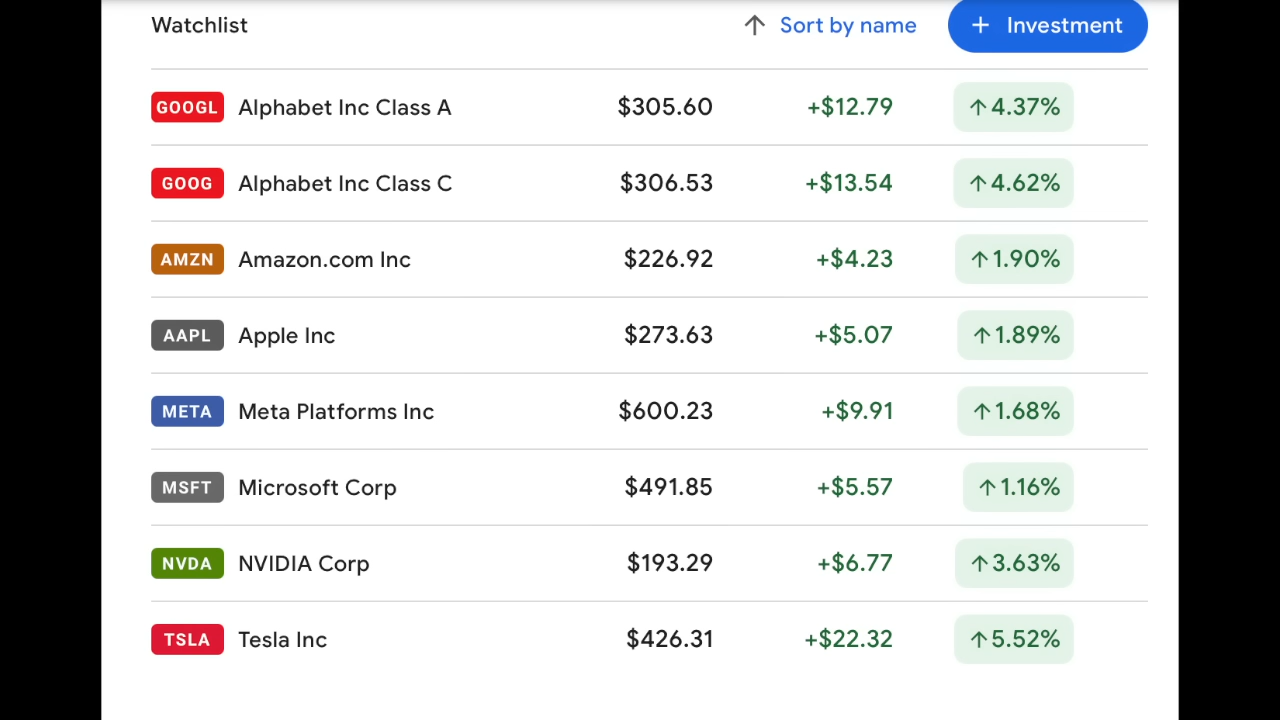 Watchlist ↑ Sort by name + Investment
GOOGL Alphabet Inc Class A $305.60 +$12.79 ↑4.37%
GOOG Alphabet Inc Class C $306.53 +$13.54 ↑4.62%
AMZN Amazon.com Inc $226.92 +$4.23 ↑1.90%
AAPL Apple Inc $273.63 +$5.07 ↑1.89%
META Meta Platforms Inc $600.23 +$9.91 ↑1.68%
MSFT Microsoft Corp $491.85 +$5.57 ↑1.16%
NVDA NVIDIA Corp $193.29 +$6.77 ↑3.63%
TSLA Tesla Inc $426.31 +$22.32 ↑5.52%